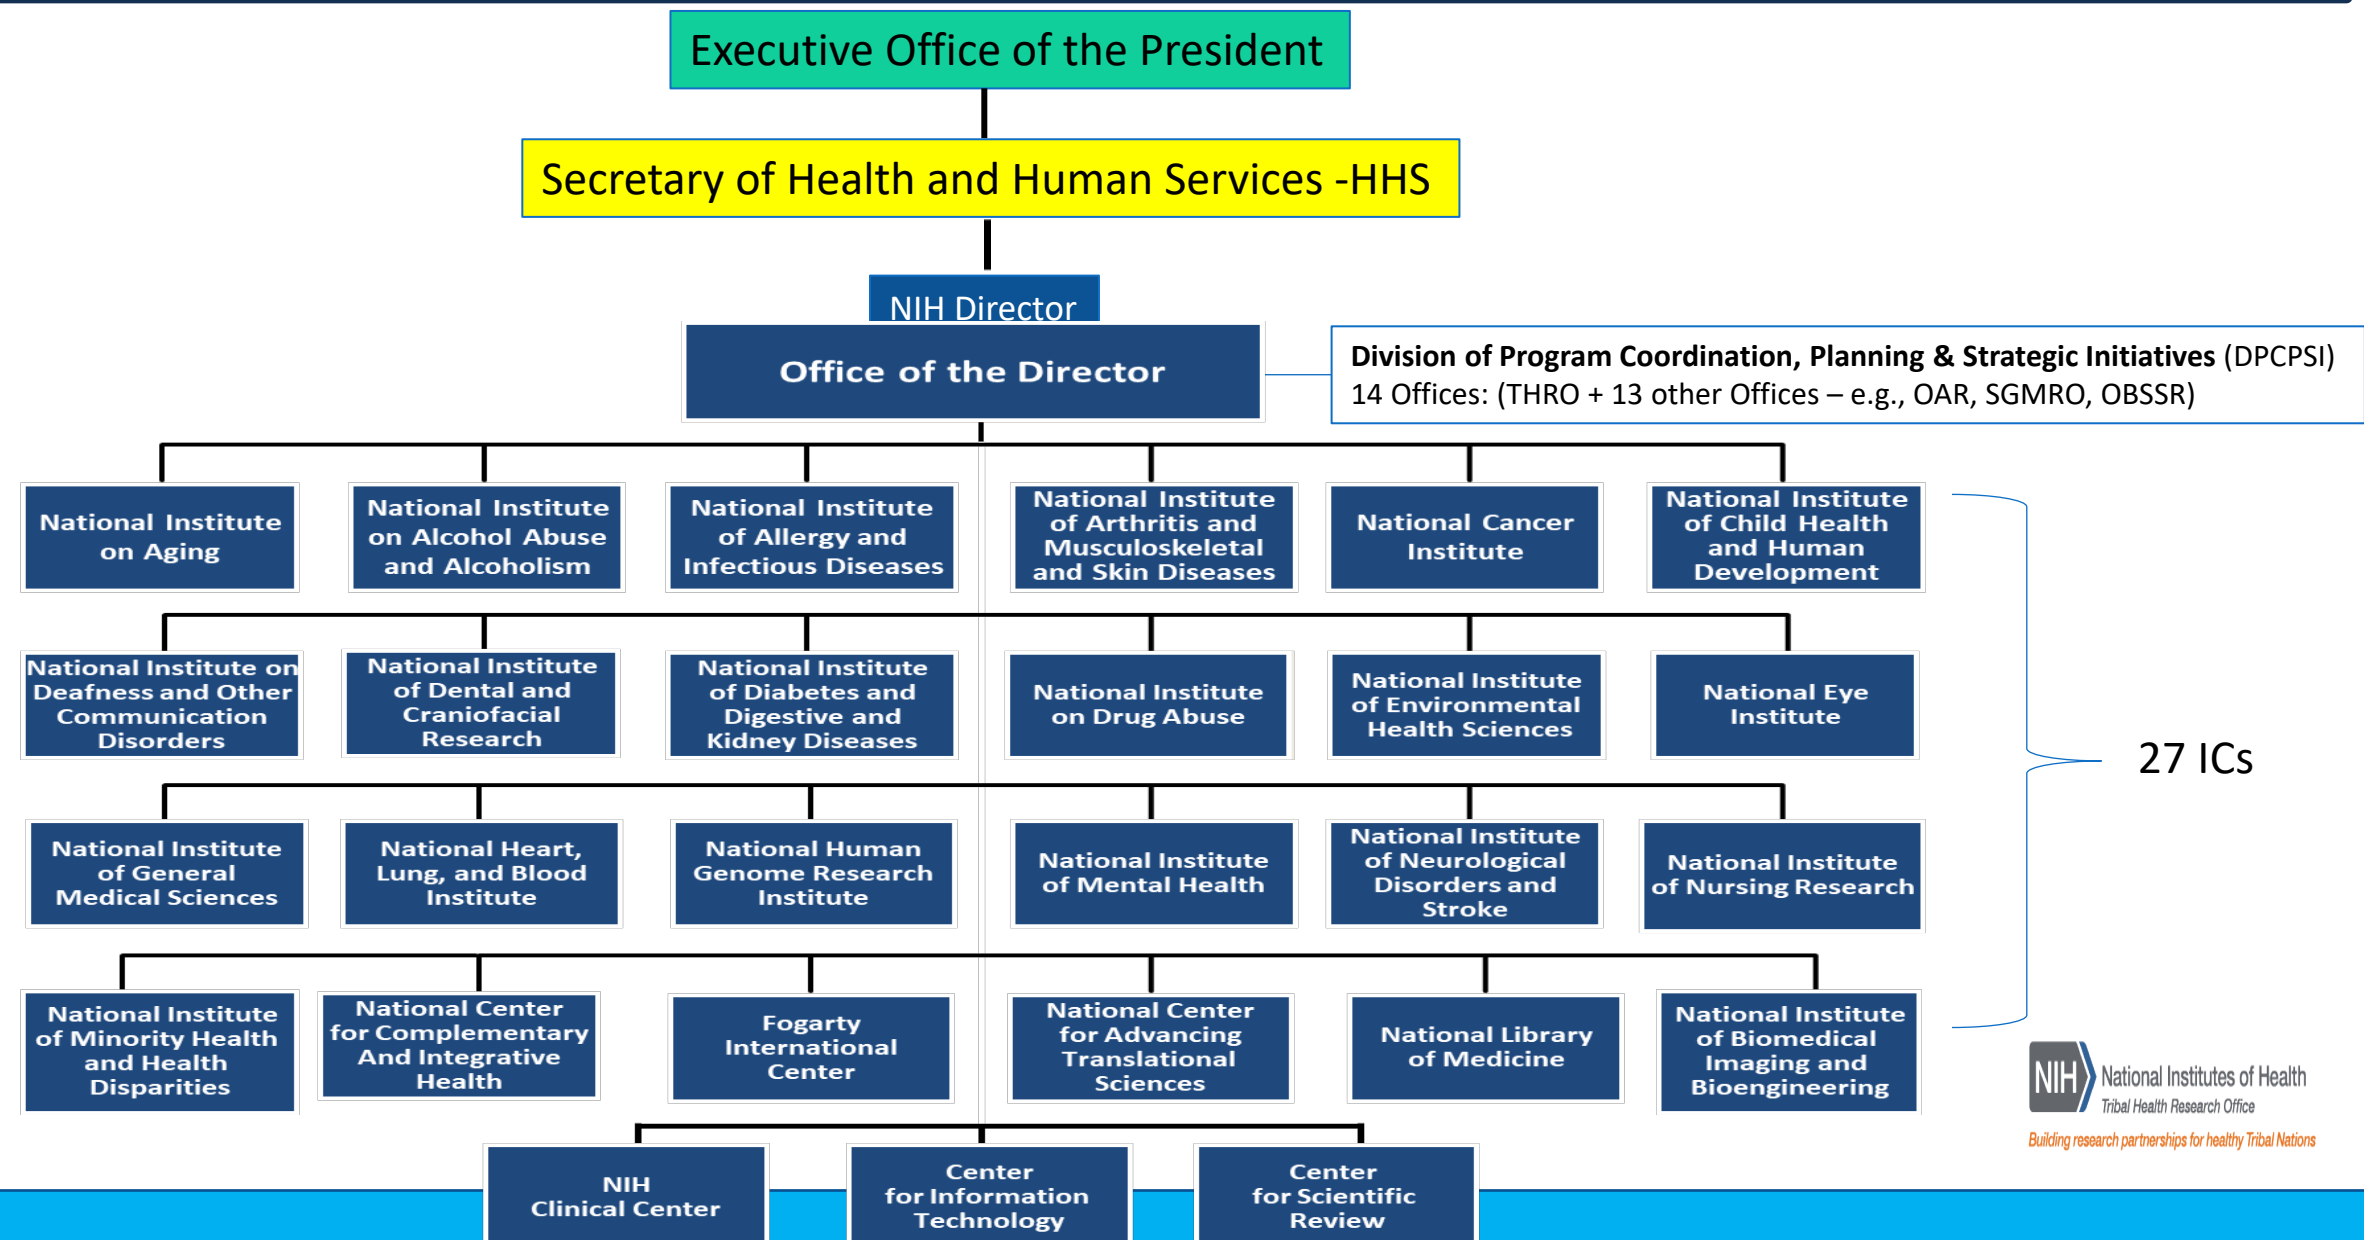 Executive Office of the President
Secretary of Health and Human Services -HHS
NIH Director
Office of the Director
Division of Program Coordination, Planning & Strategic Initiatives (DPCPSI)
14 Offices: (THRO + 13 other Offices – e.g., OAR, SGMRO, OBSSR)
National Institute
on Aging
National Institute
on Alcohol Abuse
and Alcoholism
National Institute
of Allergy and
Infectious Diseases
National Institute
of Arthritis and
Musculoskeletal
and Skin Diseases
National Cancer
Institute
National Institute
of Child Health
and Human
Development
National Institute on
Deafness and Other
Communication
Disorders
National Institute
of Dental and
Craniofacial
Research
National Institute
of Diabetes and
Digestive and
Kidney Diseases
National Institute
on Drug Abuse
National Institute
of Environmental
Health Sciences
National Eye
Institute
27 ICs
National Institute
of General
Medical Sciences
National Heart,
Lung, and Blood
Institute
National Human
Genome Research
Institute
National Institute
of Mental Health
National Institute
of Neurological
Disorders and
Stroke
National Institute
of Nursing Research
National Institute
of Minority Health
and Health
Disparities
National Center
for Complementary
And Integrative
Health
Fogarty
International
Center
National Center
for Advancing
Translational
Sciences
National Library
of Medicine
National Institute
of Biomedical
Imaging and
Bioengineering
NIH National Institutes of Health
Tribal Health Research Office
Building research partnerships for healthy Tribal Nations
NIH
Clinical Center
Center
for Information
Technology
Center
for Scientific
Review